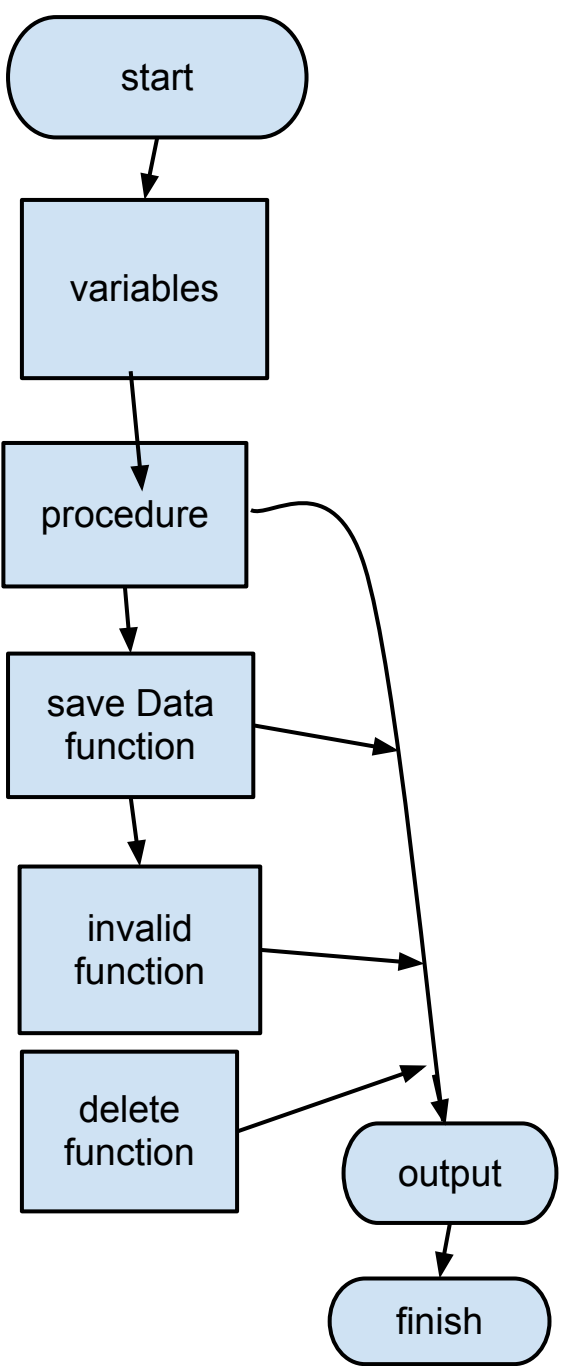 start
variables
procedure
save Data
function
invalid
function
delete
function
output
finish